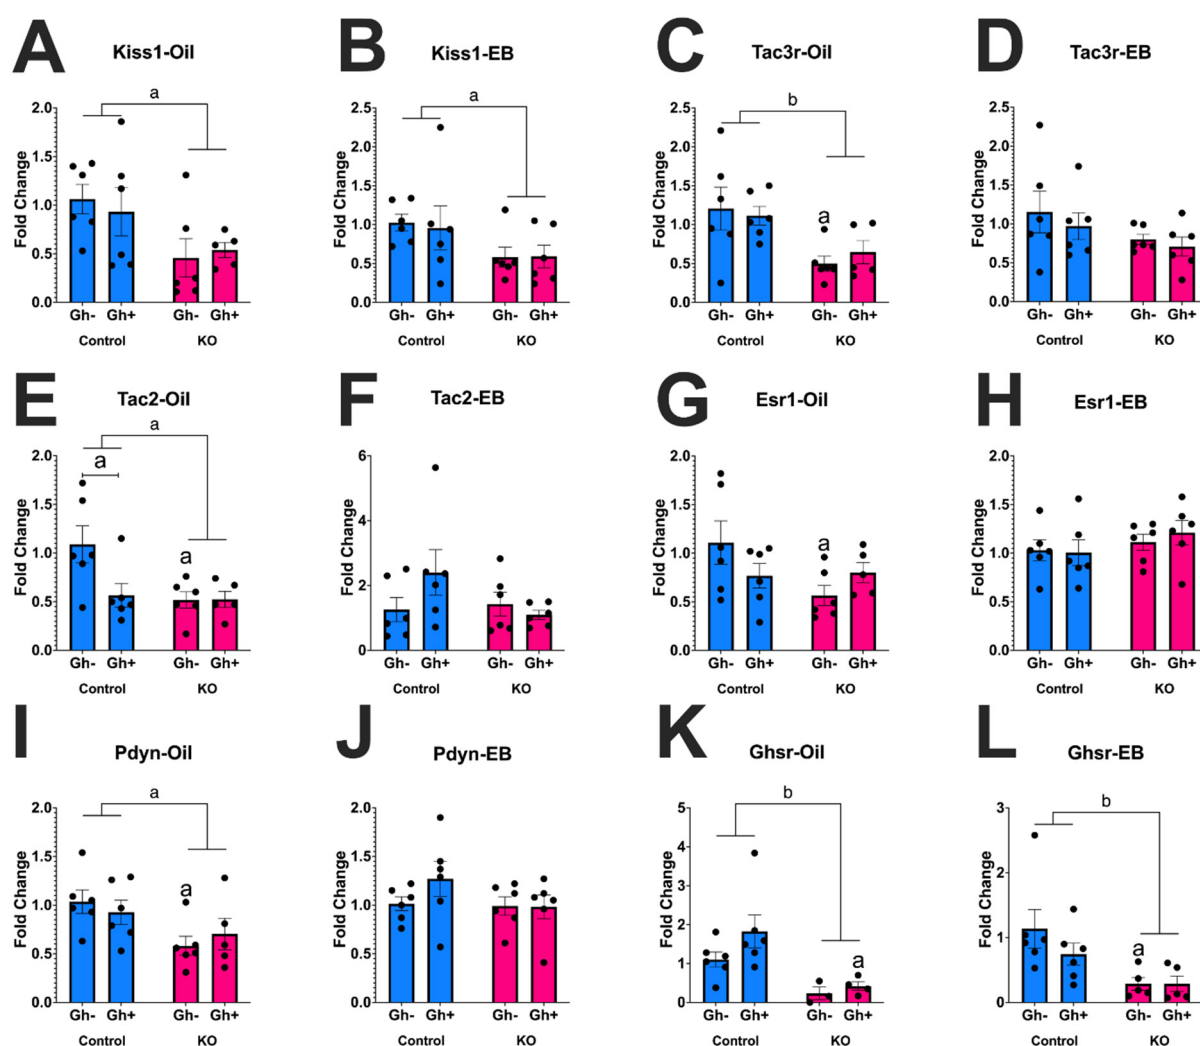 A
Kiss1-Oil
a
Fold Change
2.0
1.5
1.0
0.5
0.0
Gh- Gh+ Gh- Gh+
Control KO
B
Kiss1-EB
a
Fold Change
2.5
2.0
1.5
1.0
0.5
0.0
Gh- Gh+ Gh- Gh+
Control KO
C
Tac3r-Oil
b
Fold Change
2.5
2.0
1.5
1.0
0.5
0.0
a
Gh- Gh+ Gh- Gh+
Control KO
D
Tac3r-EB
Fold Change
2.5
2.0
1.5
1.0
0.5
0.0
Gh- Gh+ Gh- Gh+
Control KO
E
Tac2-Oil
a
a
Fold Change
2.0
1.5
1.0
0.5
0.0
a
Gh- Gh+ Gh- Gh+
Control KO
F
Tac2-EB
Fold Change
6
4
2
0
Gh- Gh+ Gh- Gh+
Control KO
G
Esr1-Oil
Fold Change
2.0
1.5
1.0
0.5
0.0
a
Gh- Gh+ Gh- Gh+
Control KO
H
Esr1-EB
Fold Change
2.0
1.5
1.0
0.5
0.0
Gh- Gh+ Gh- Gh+
Control KO
I
Pdyn-Oil
a
Fold Change
2.0
1.5
1.0
0.5
0.0
a
Gh- Gh+ Gh- Gh+
Control KO
J
Pdyn-EB
Fold Change
2.0
1.5
1.0
0.5
0.0
Gh- Gh+ Gh- Gh+
Control KO
K
Ghsr-Oil
b
Fold Change
5
4
3
2
1
0
a
Gh- Gh+ Gh- Gh+
Control KO
L
Ghsr-EB
b
Fold Change
3
2
1
0
a
Gh- Gh+ Gh- Gh+
Control KO